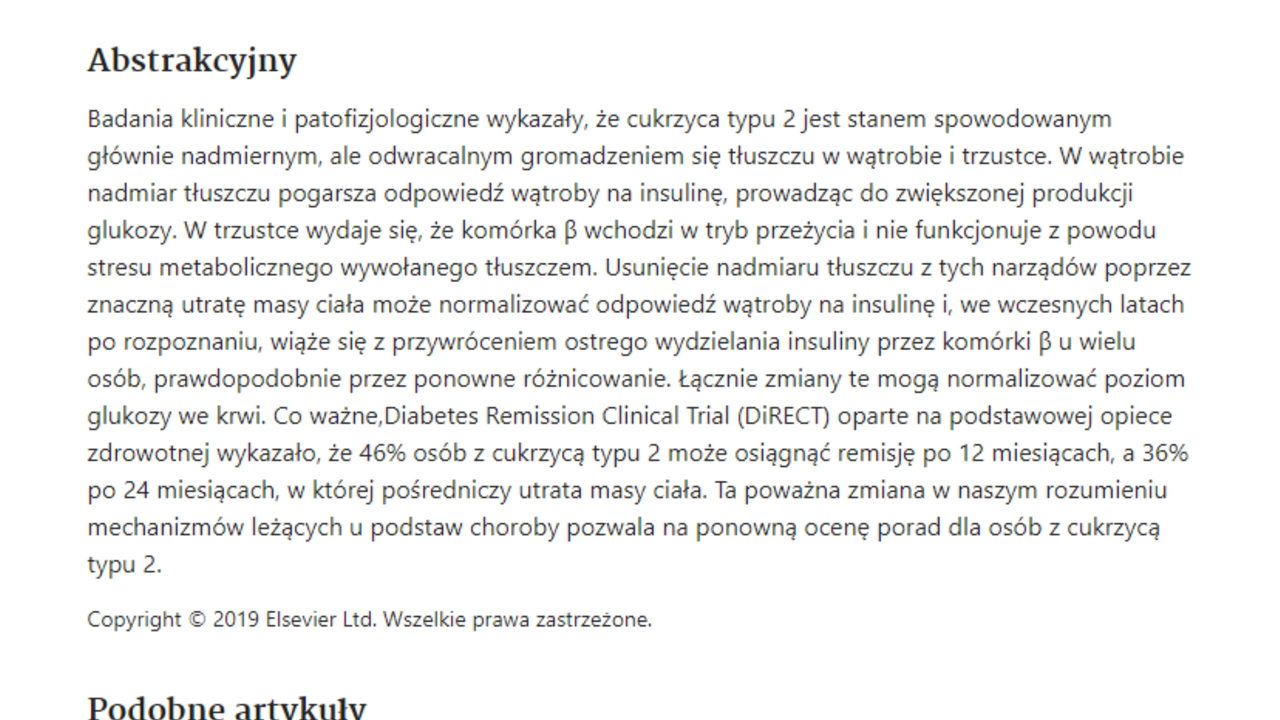 Abstrakcyjny
Badania kliniczne i patofizjologiczne wykazały, że cukrzyca typu 2 jest stanem spowodowanym
głównie nadmiernym, ale odwracalnym gromadzeniem się tłuszczu w wątrobie i trzustce. W wątrobie
nadmiar tłuszczu pogarsza odpowiedź wątroby na insulinę, prowadząc do zwiększonej produkcji
glukozy. W trzustce wydaje się, że komórka β wchodzi w tryb przeżycia i nie funkcjonuje z powodu
stresu metabolicznego wywołanego tłuszczem. Usunięcie nadmiaru tłuszczu z tych narządów poprzez
znaczną utratę masy ciała może normalizować odpowiedź wątroby na insulinę i, we wczesnych latach
po rozpoznaniu, wiąże się z przywróceniem ostrego wydzielania insuliny przez komórki β u wielu
osób, prawdopodobnie przez ponowne różnicowanie. Łącznie zmiany te mogą normalizować poziom
glukozy we krwi. Co ważne,Diabetes Remission Clinical Trial (DiRECT) oparte na podstawowej opiece
zdrowotnej wykazało, że 46% osób z cukrzycą typu 2 może osiągnąć remisję po 12 miesiącach, a 36%
po 24 miesiącach, w której pośredniczy utrata masy ciała. Ta poważna zmiana w naszym rozumieniu
mechanizmów leżących u podstaw choroby pozwala na ponowną ocenę porad dla osób z cukrzycą
typu 2.
Copyright © 2019 Elsevier Ltd. Wszelkie prawa zastrzeżone.
Podobne artykuły